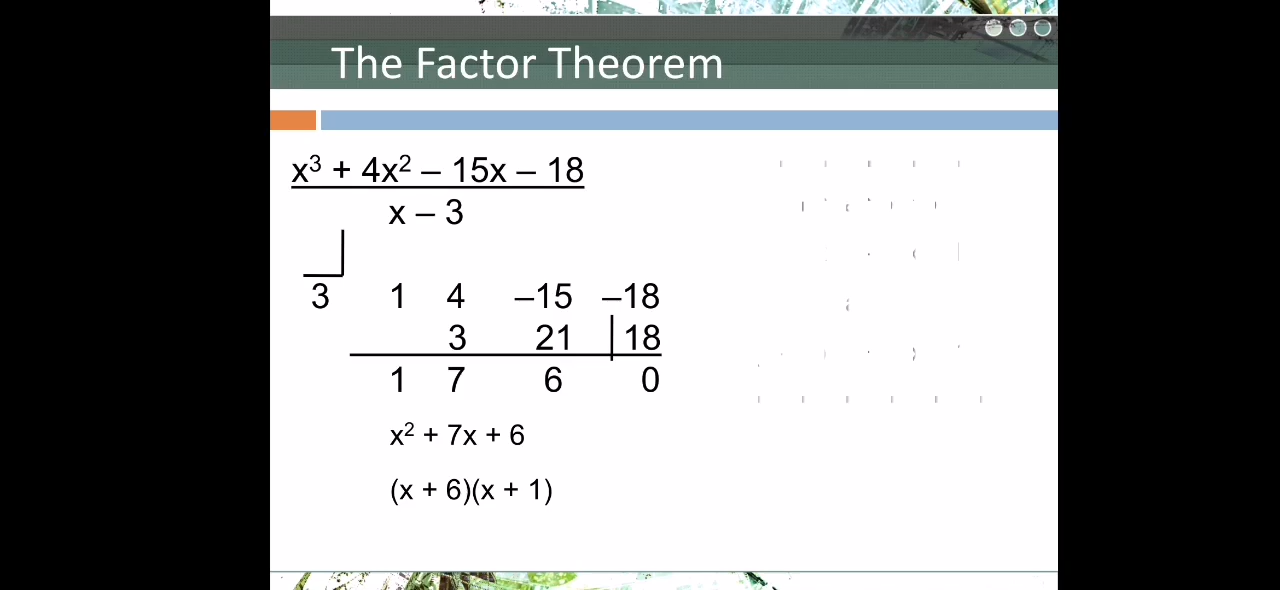 The Factor Theorem
x³ + 4x² – 15x – 18
x – 3
3 1 4 –15 –18
3 21 18
1 7 6 0
x² + 7x + 6
(x + 6)(x + 1)